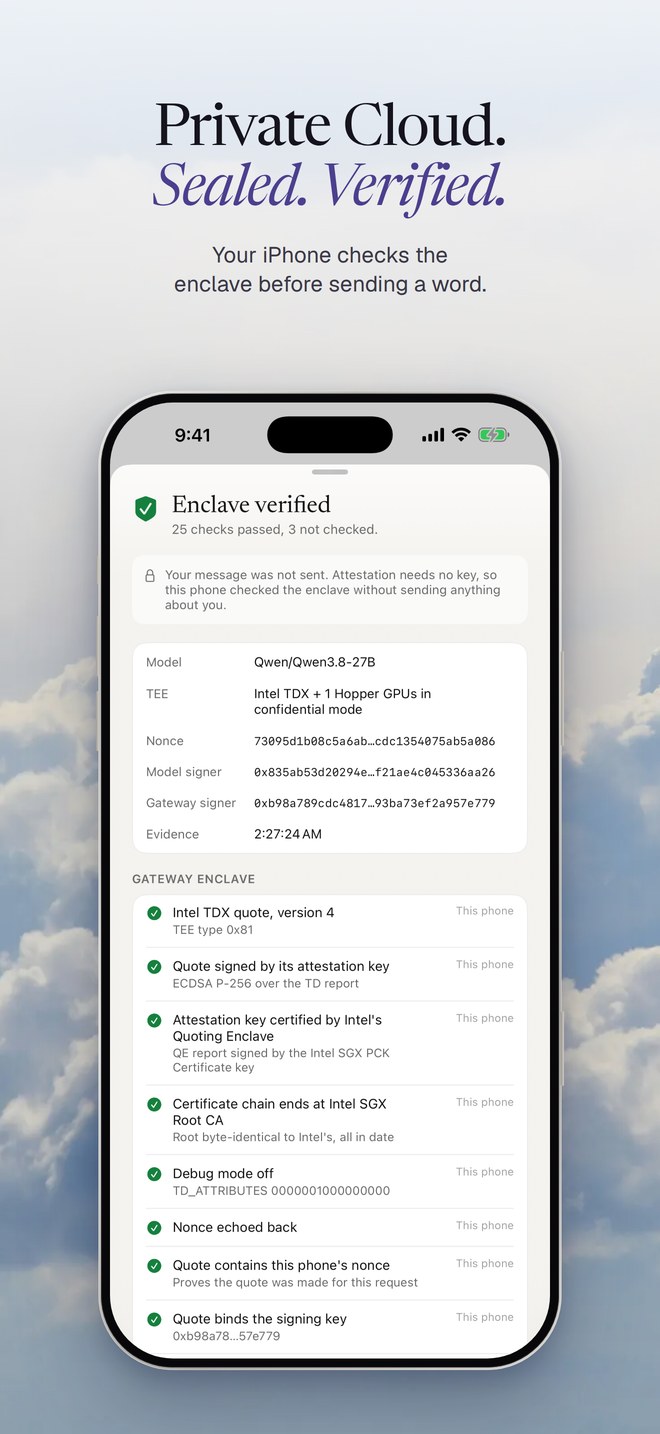 Private Cloud.
Sealed. Verified.
Your iPhone checks the
enclave before sending a word.
9:41
Enclave verified
25 checks passed, 3 not checked.
Your message was not sent. Attestation needs no key, so
this phone checked the enclave without sending anything
about you.
Model Qwen/Qwen3.8-27B
TEE Intel TDX + 1 Hopper GPUs in
confidential mode
Nonce 73095d1b08c5a6ab…cdc1354075ab5a086
Model signer 0x835ab53d20294e…f21ae4c045336aa26
Gateway signer 0xb98a789cdc4817…93ba73ef2a957e779
Evidence 2:27:24 AM
GATEWAY ENCLAVE
Intel TDX quote, version 4 This phone
TEE type 0x81
Quote signed by its attestation key This phone
ECDSA P-256 over the TD report
Attestation key certified by Intel's This phone
Quoting Enclave
QE report signed by the Intel SGX PCK
Certificate key
Certificate chain ends at Intel SGX This phone
Root CA
Root byte-identical to Intel's, all in date
Debug mode off This phone
TD_ATTRIBUTES 0000001000000000
Nonce echoed back This phone
Quote contains this phone's nonce This phone
Proves the quote was made for this request
Quote binds the signing key This phone
0xb98a78…57e779